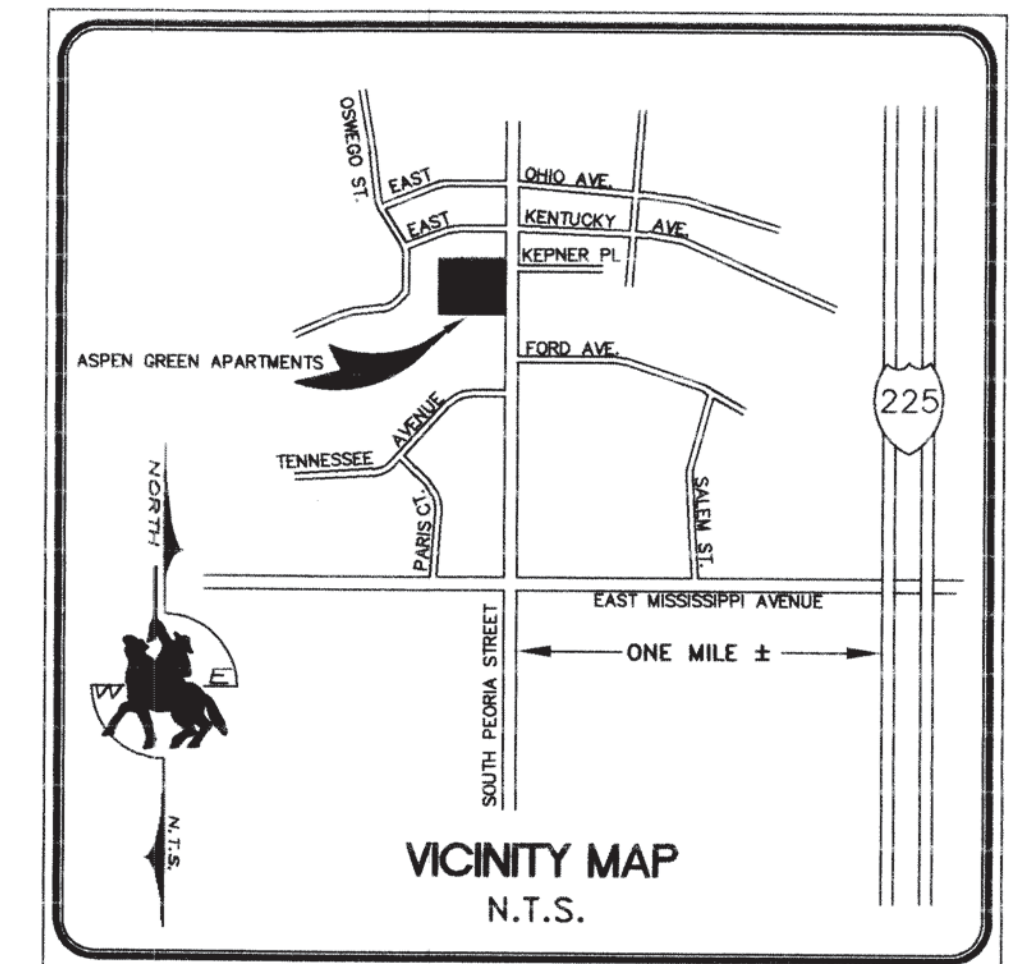 OSWEGO ST.
EAST
OHIO AVE.
EAST
KENTUCKY AVE.
KEPNER PL
ASPEN GREEN APARTMENTS
FORD AVE.
225
TENNESSEE AVENUE
NORTH
PARIS CT.
SALEM ST.
EAST MISSISSIPPI AVENUE
SOUTH PEORIA STREET
ONE MILE ±
W
E
N.T.S.
VICINITY MAP
N.T.S.